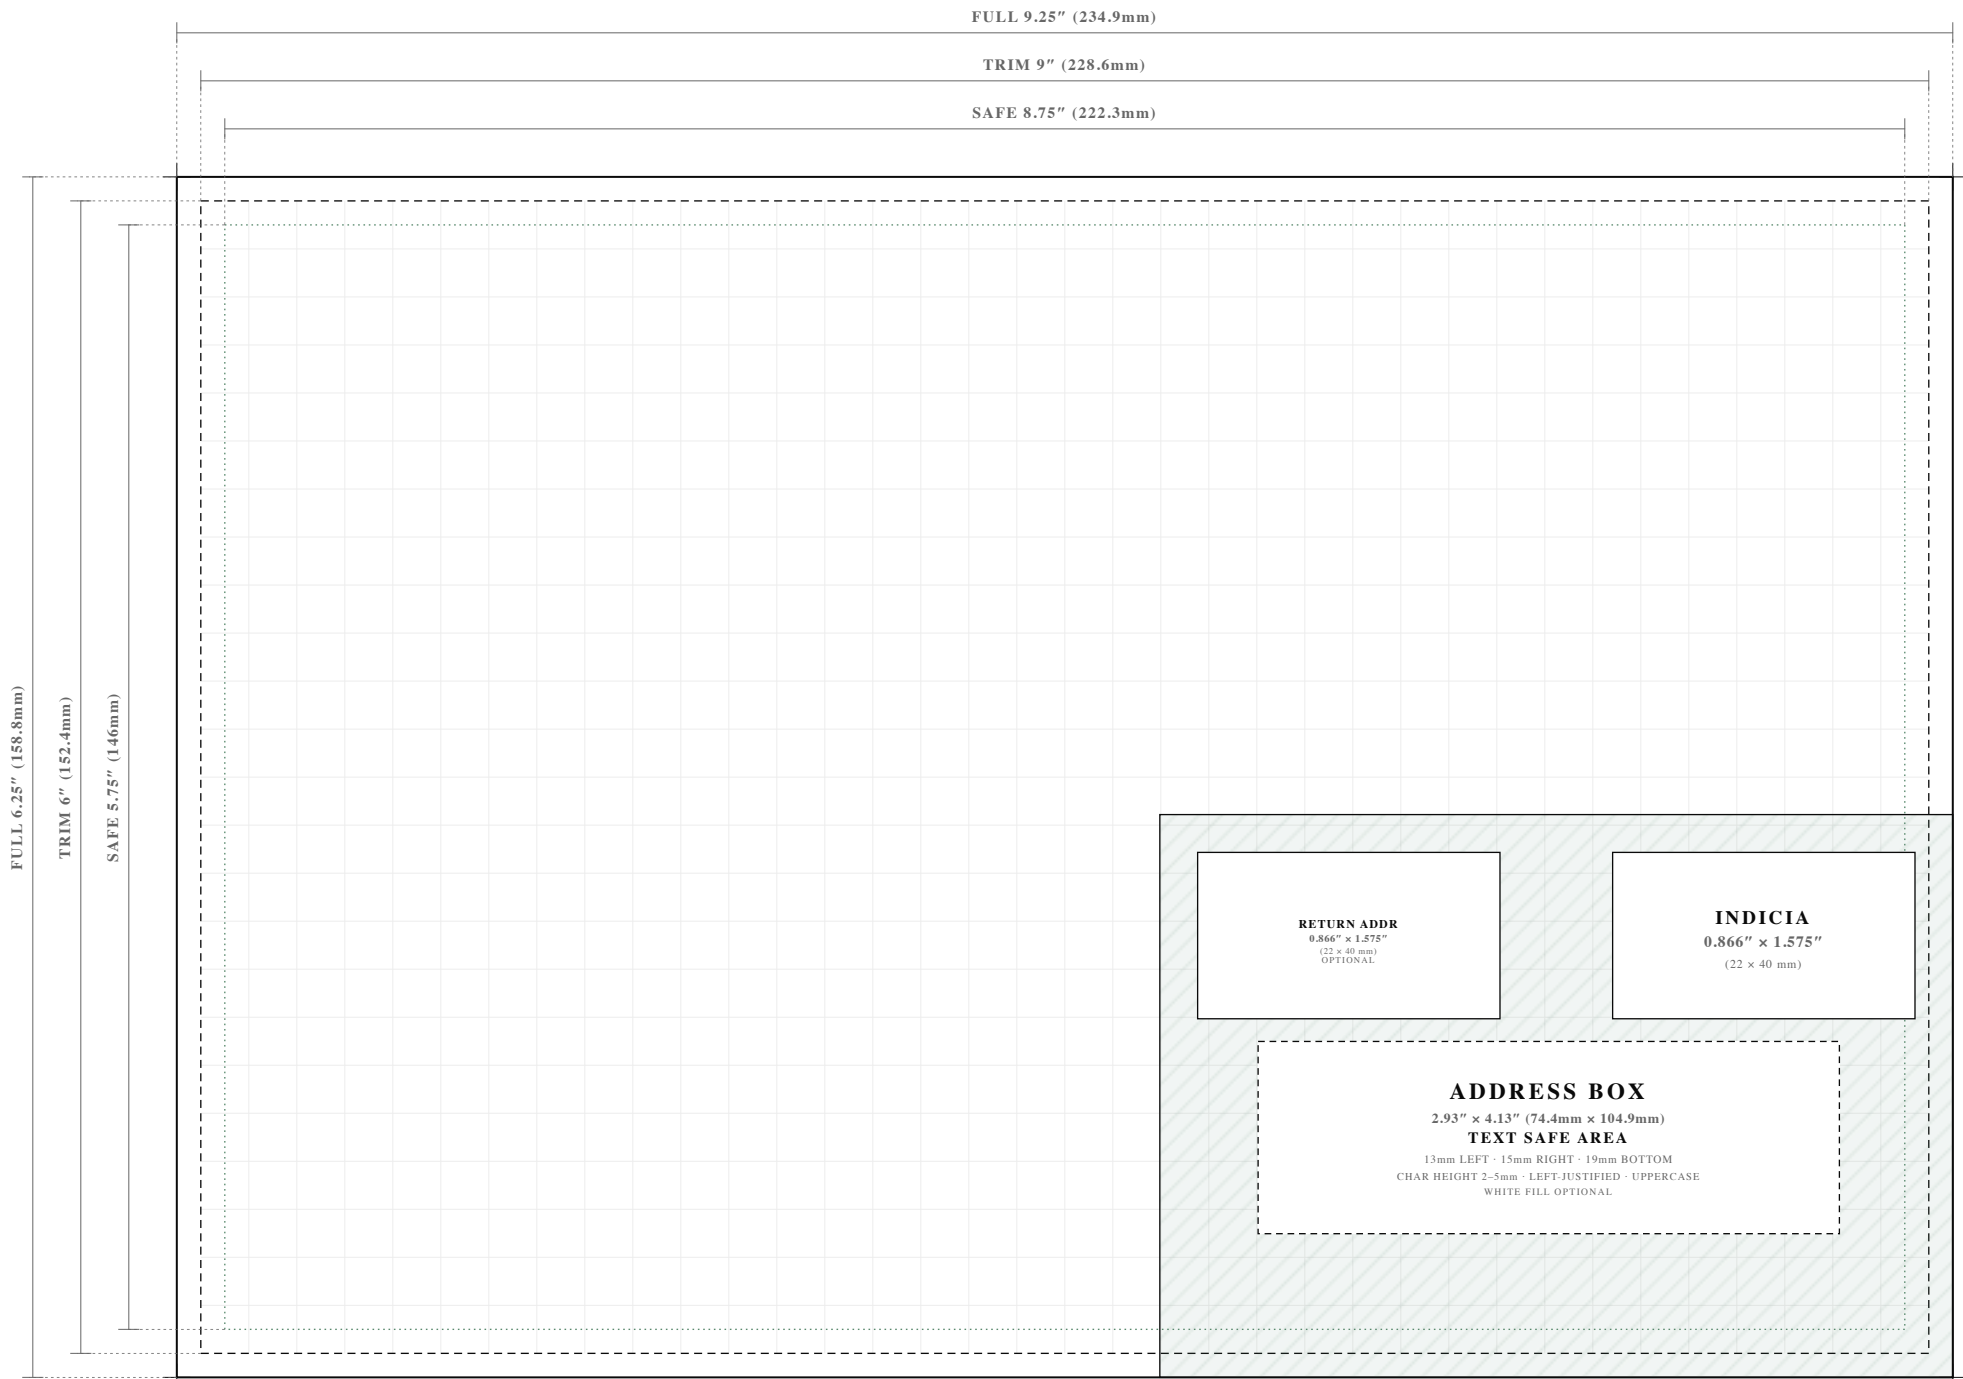 FULL 9.25″ (234.9mm)
TRIM 9″ (228.6mm)
SAFE 8.75″ (222.3mm)
FULL 6.25″ (158.8mm)
TRIM 6″ (152.4mm)
SAFE 5.75″ (146mm)
RETURN ADDR
0.866″ × 1.575″
(22 × 40 mm)
OPTIONAL
INDICIA
0.866″ × 1.575″
(22 × 40 mm)
ADDRESS BOX
2.93″ × 4.13″ (74.4mm × 104.9mm)
TEXT SAFE AREA
13mm LEFT · 15mm RIGHT · 19mm BOTTOM
CHAR HEIGHT 2–5mm · LEFT-JUSTIFIED · UPPERCASE
WHITE FILL OPTIONAL